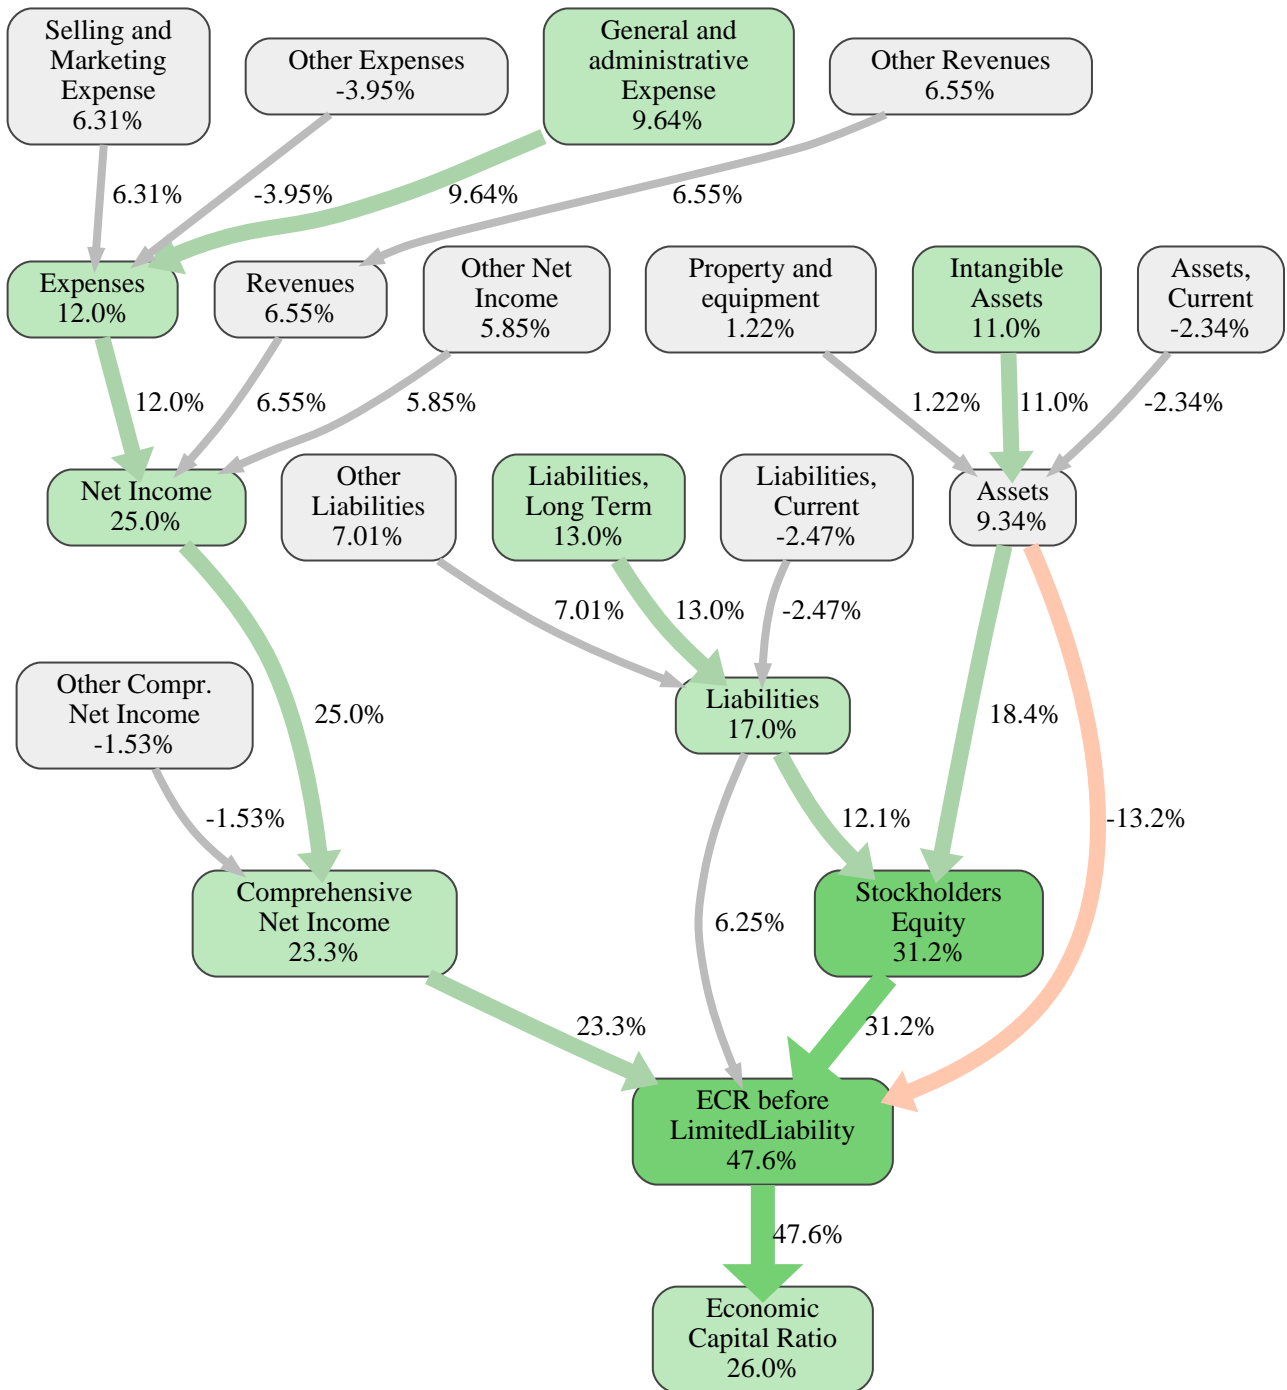 Selling and
Marketing
Expense
6.31%
Other Expenses
-3.95%
General and
administrative
Expense
9.64%
Other Revenues
6.55%
6.31%
-3.95%
9.64%
6.55%
Expenses
12.0%
Revenues
6.55%
Other Net
Income
5.85%
Property and
equipment
1.22%
Intangible
Assets
11.0%
Assets,
Current
-2.34%
12.0%
6.55%
5.85%
1.22%
11.0%
-2.34%
Net Income
25.0%
Other
Liabilities
7.01%
Liabilities,
Long Term
13.0%
Liabilities,
Current
-2.47%
Assets
9.34%
7.01%
13.0%
-2.47%
Other Compr.
Net Income
-1.53%
25.0%
Liabilities
17.0%
18.4%
-1.53%
12.1%
-13.2%
Comprehensive
Net Income
23.3%
6.25%
Stockholders
Equity
31.2%
23.3%
31.2%
ECR before
LimitedLiability
47.6%
47.6%
Economic
Capital Ratio
26.0%